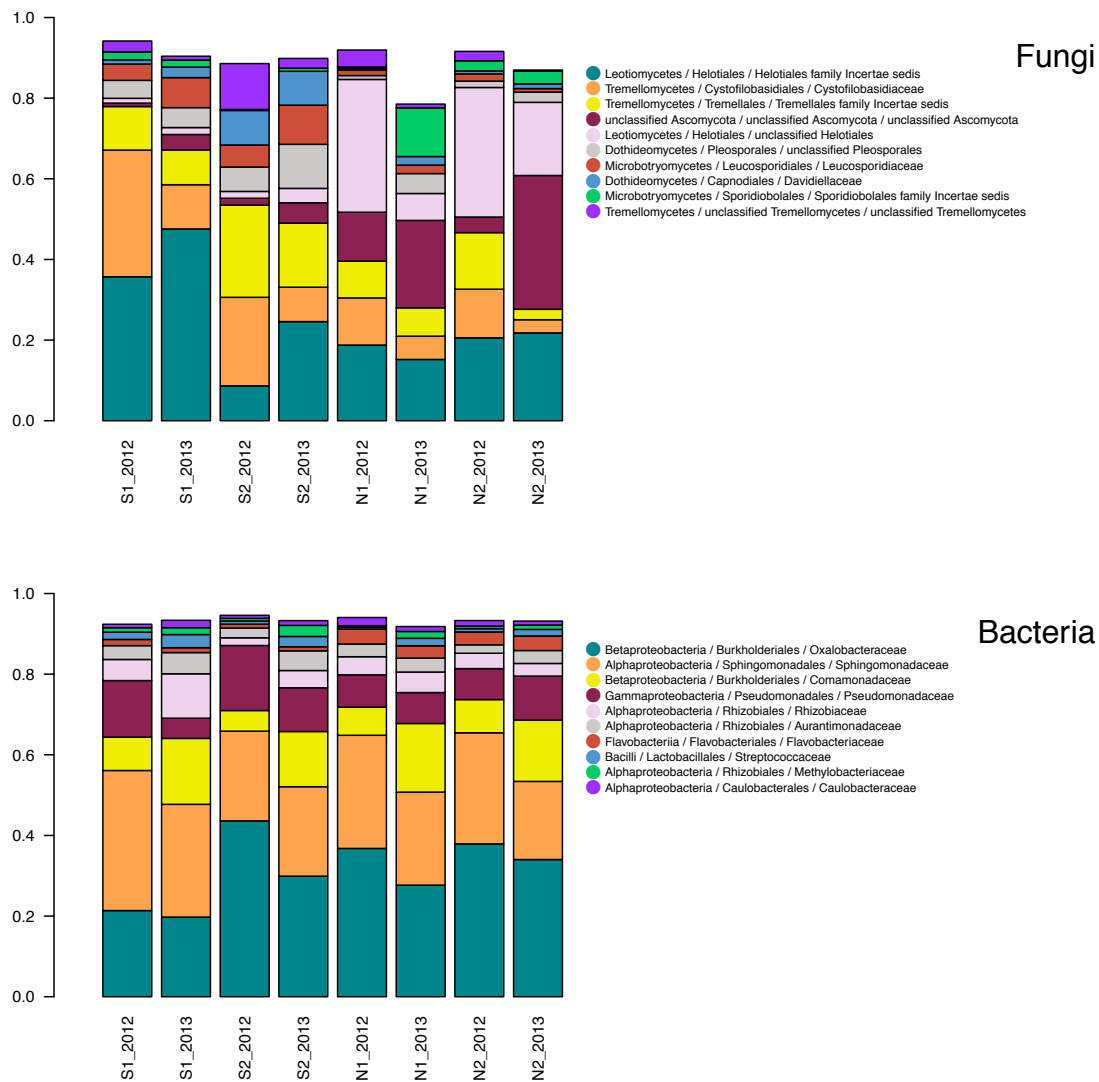 Fungi
1.0
0.8
0.6
0.4
0.2
0.0
Leotiomycetes / Helotiales / Helotiales family Incertae sedis
Tremellomycetes / Cystofilobasidiales / Cystofilobasidiaceae
Tremellomycetes / Tremellales / Tremellales family Incertae sedis
unclassified Ascomycota / unclassified Ascomycota / unclassified Ascomycota
Leotiomycetes / Helotiales / unclassified Helotiales
Dothideomycetes / Pleosporales / unclassified Pleosporales
Microbotryomycetes / Leucosporidiales / Leucosporidiaceae
Dothideomycetes / Capnodiales / Davidiellaceae
Microbotryomycetes / Sporidiobolales / Sporidiobolales family Incertae sedis
Tremellomycetes / unclassified Tremellomycetes / unclassified Tremellomycetes
S1_2012
S1_2013
S2_2012
S2_2013
N1_2012
N1_2013
N2_2012
N2_2013
Bacteria
1.0
0.8
0.6
0.4
0.2
0.0
Betaproteobacteria / Burkholderiales / Oxalobacteraceae
Alphaproteobacteria / Sphingomonadales / Sphingomonadaceae
Betaproteobacteria / Burkholderiales / Comamonadaceae
Gammaproteobacteria / Pseudomonadales / Pseudomonadaceae
Alphaproteobacteria / Rhizobiales / Rhizobiaceae
Alphaproteobacteria / Rhizobiales / Aurantimonadaceae
Flavobacteriia / Flavobacteriales / Flavobacteriaceae
Bacilli / Lactobacillales / Streptococcaceae
Alphaproteobacteria / Rhizobiales / Methylobacteriaceae
Alphaproteobacteria / Caulobacterales / Caulobacteraceae
S1_2012
S1_2013
S2_2012
S2_2013
N1_2012
N1_2013
N2_2012
N2_2013